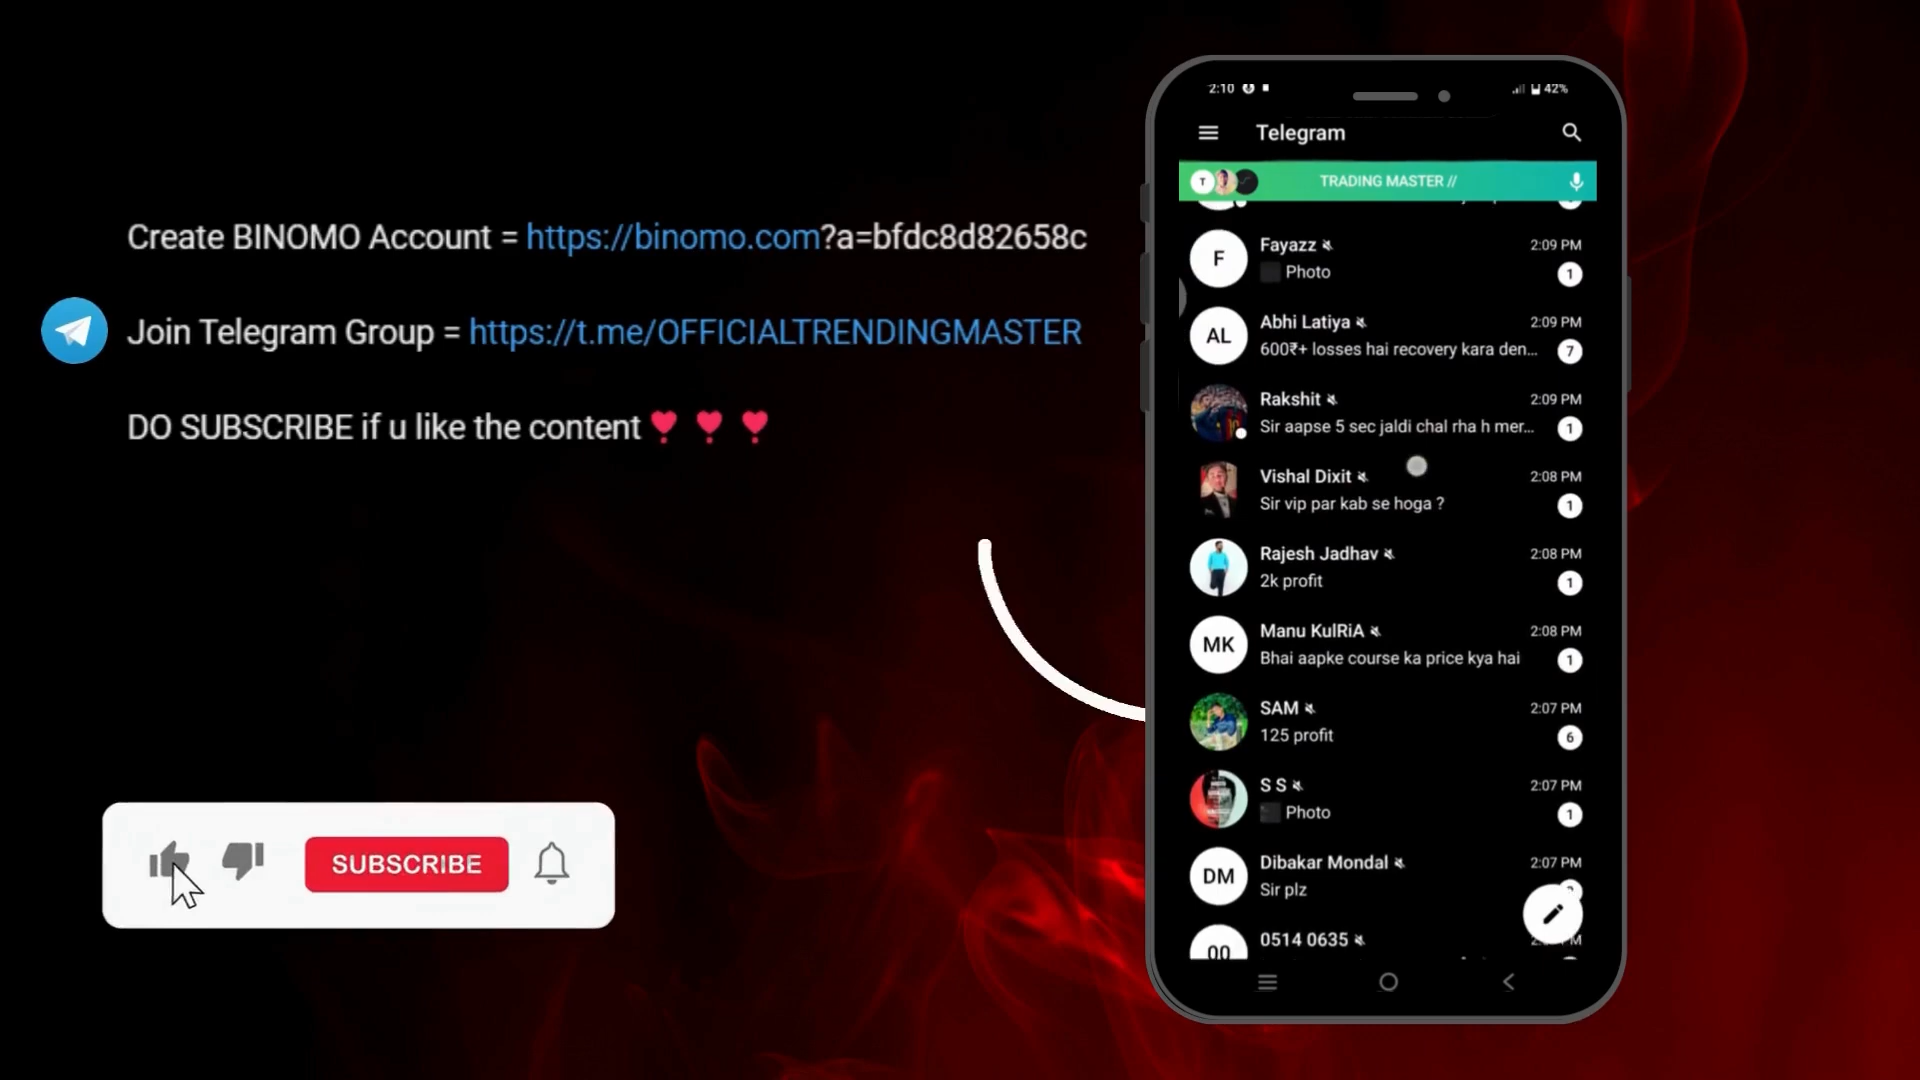 Create BINOMO Account = https://binomo.com?a=bfdc8d82658c
Join Telegram Group = https://t.me/OFFICIALTRENDINGMASTER
DO SUBSCRIBE if u like the content
SUBSCRIBE
2:10
42%
Telegram
T
TRADING MASTER //
F
Fayazz
2:09 PM
Photo
1
AL
Abhi Latiya
2:09 PM
600₹+ losses hai recovery kara den...
7
Rakshit
2:09 PM
Sir aapse 5 sec jaldi chal rha h mer...
1
Vishal Dixit
2:08 PM
Sir vip par kab se hoga ?
1
Rajesh Jadhav
2:08 PM
2k profit
1
MK
Manu KulRiA
2:08 PM
Bhai aapke course ka price kya hai
1
SAM
2:07 PM
125 profit
6
S S
2:07 PM
Photo
1
DM
Dibakar Mondal
2:07 PM
Sir plz
00
0514 0635